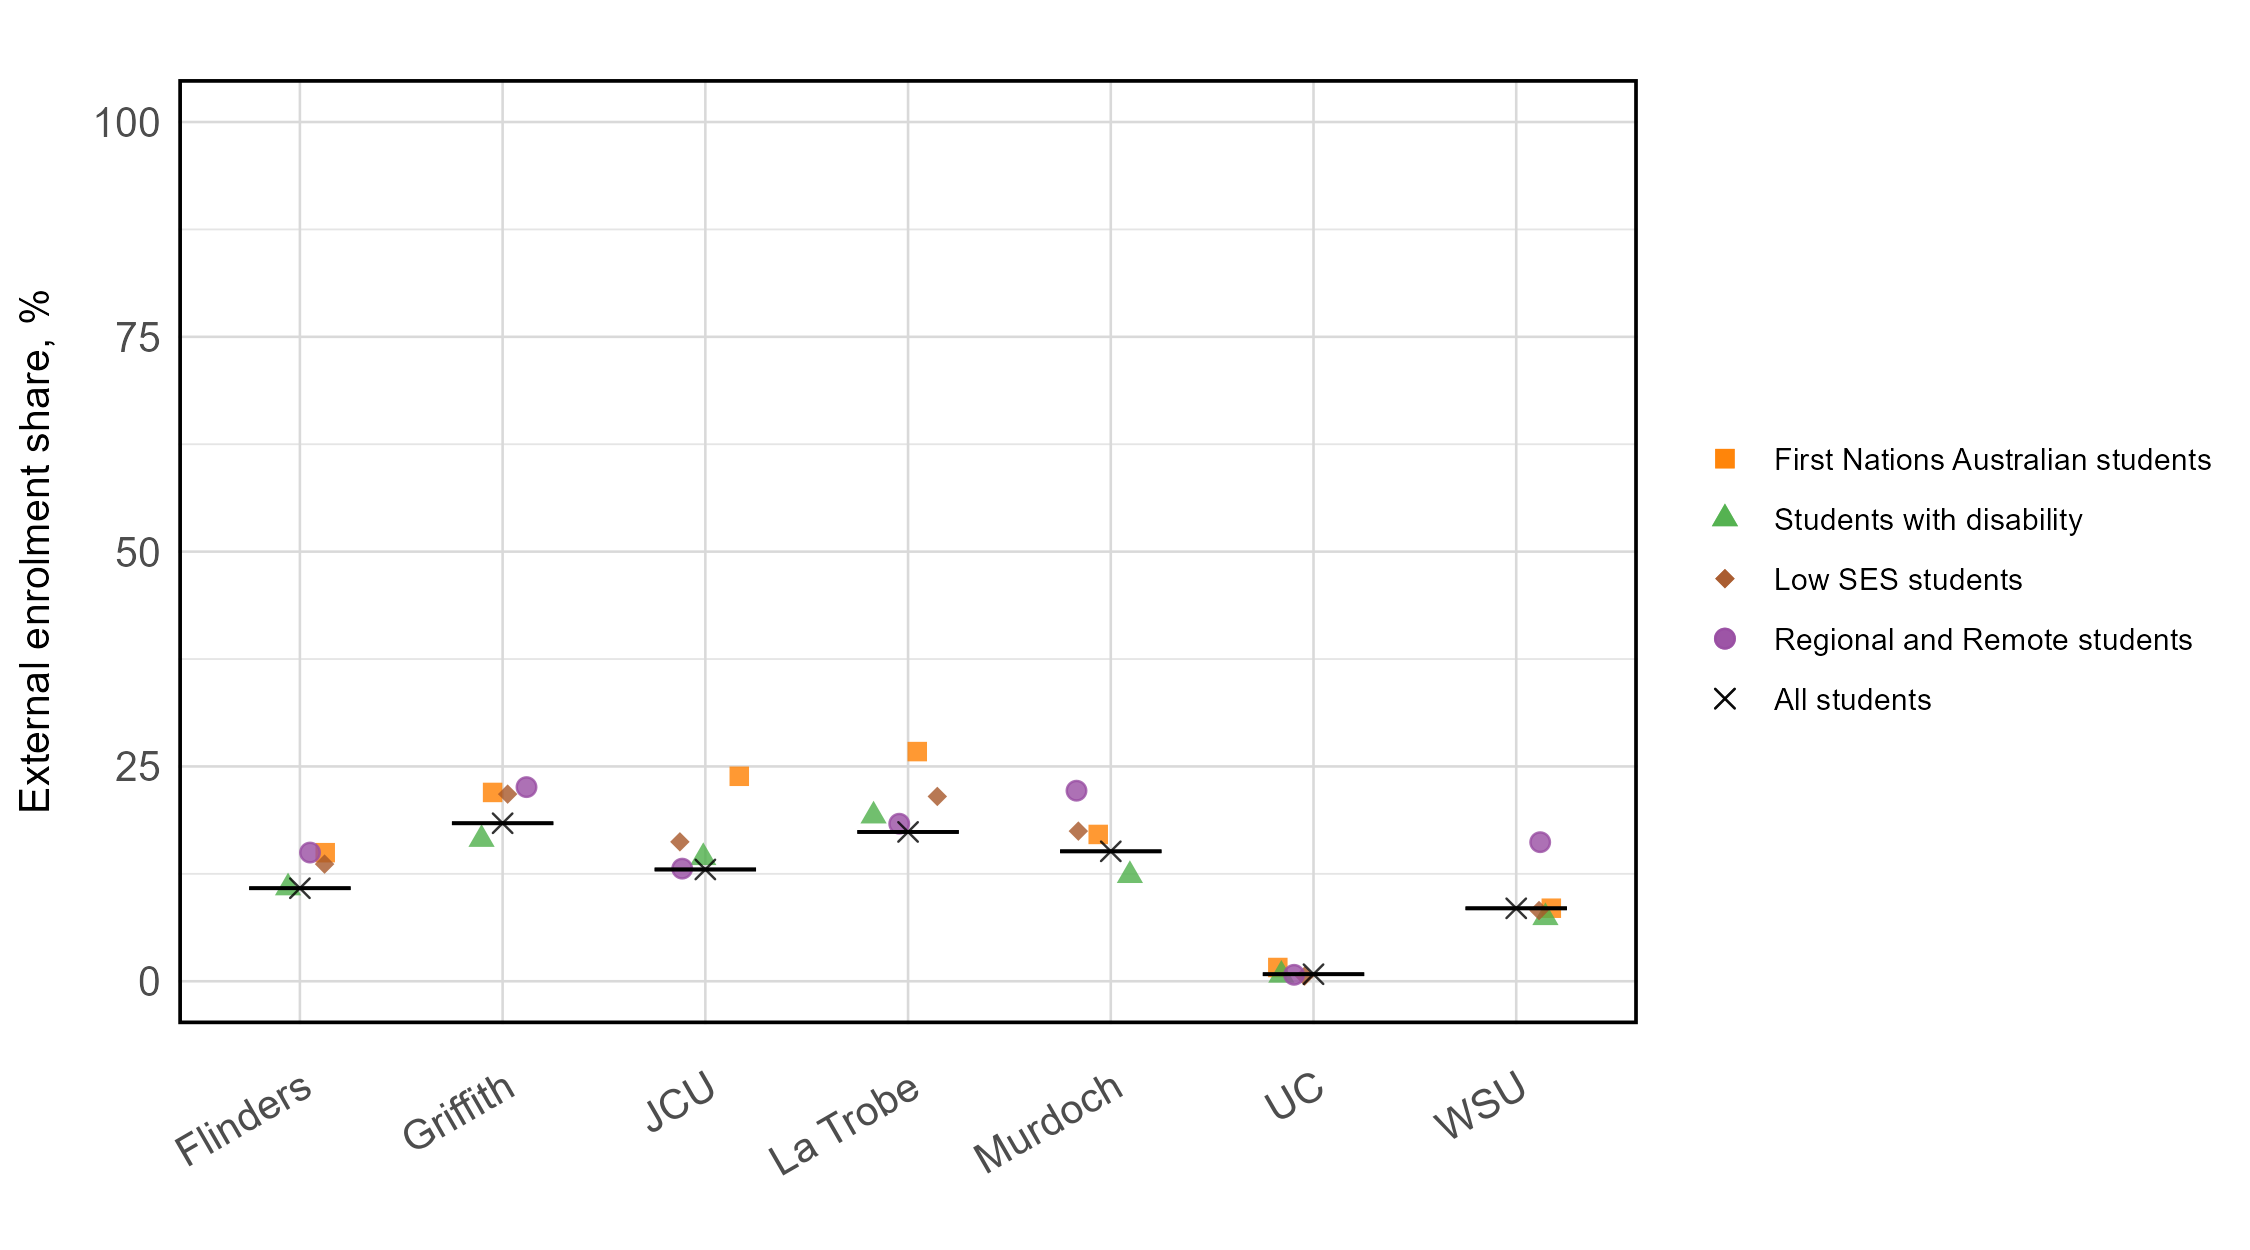 External enrolment share, %
100
75
50
25
0
Flinders
Griffith
JCU
La Trobe
Murdoch
UC
WSU
First Nations Australian students
Students with disability
Low SES students
Regional and Remote students
All students